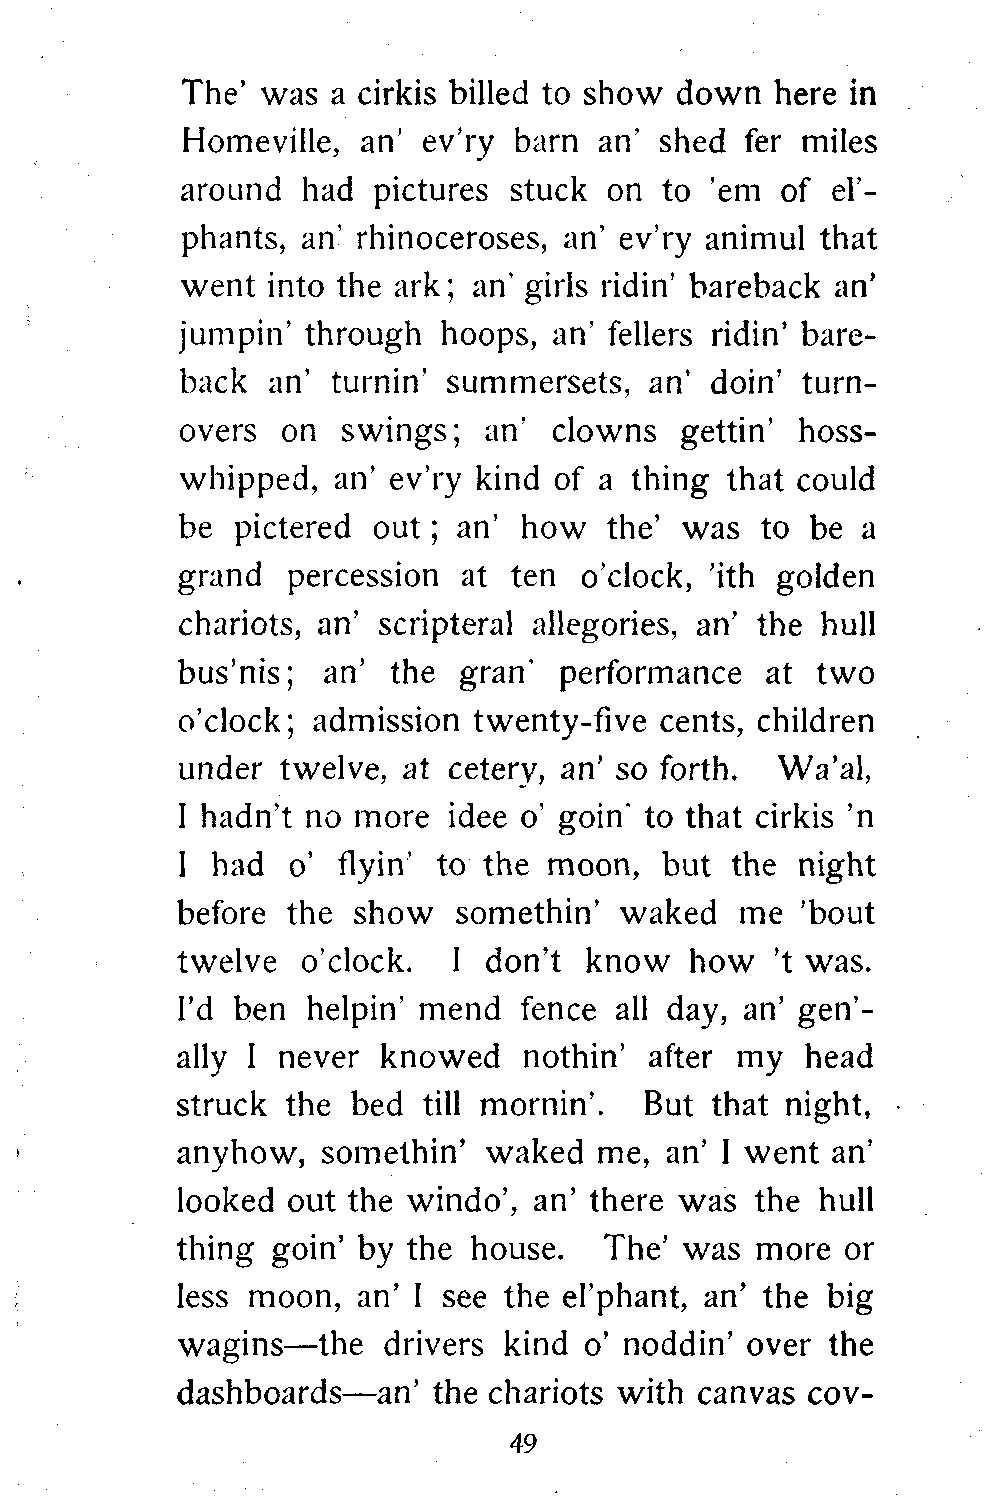 The' was a cirkis billed to show down here in
Homeville, an' ev'ry barn an' shed fer miles
around had pictures stuck on to 'em of el'-
phants, an' rhinoceroses, an' ev'ry animul that
went into the ark; an' girls ridin' bareback an'
jumpin' through hoops, an' fellers ridin' bare-
back an' turnin' summersets, an' doin' turn-
overs on swings; an' clowns gettin' hoss-
whipped, an' ev'ry kind of a thing that could
be pictered out; an' how the' was to be a
grand percession at ten o'clock, 'ith golden
chariots, an' scripteral allegories, an' the hull
bus'nis; an' the gran' performance at two
o'clock; admission twenty-five cents, children
under twelve, at cetery, an' so forth. Wa'al,
I hadn't no more idee o' goin' to that cirkis 'n
I had o' flyin' to the moon, but the night
before the show somethin' waked me 'bout
twelve o'clock. I don't know how 't was.
I'd ben helpin' mend fence all day, an' gen'-
ally I never knowed nothin' after my head
struck the bed till mornin'. But that night,
anyhow, somethin' waked me, an' I went an'
looked out the windo', an' there was the hull
thing goin' by the house. The' was more or
less moon, an' I see the el'phant, an' the big
wagins—the drivers kind o' noddin' over the
dashboards—an' the chariots with canvas cov-
49